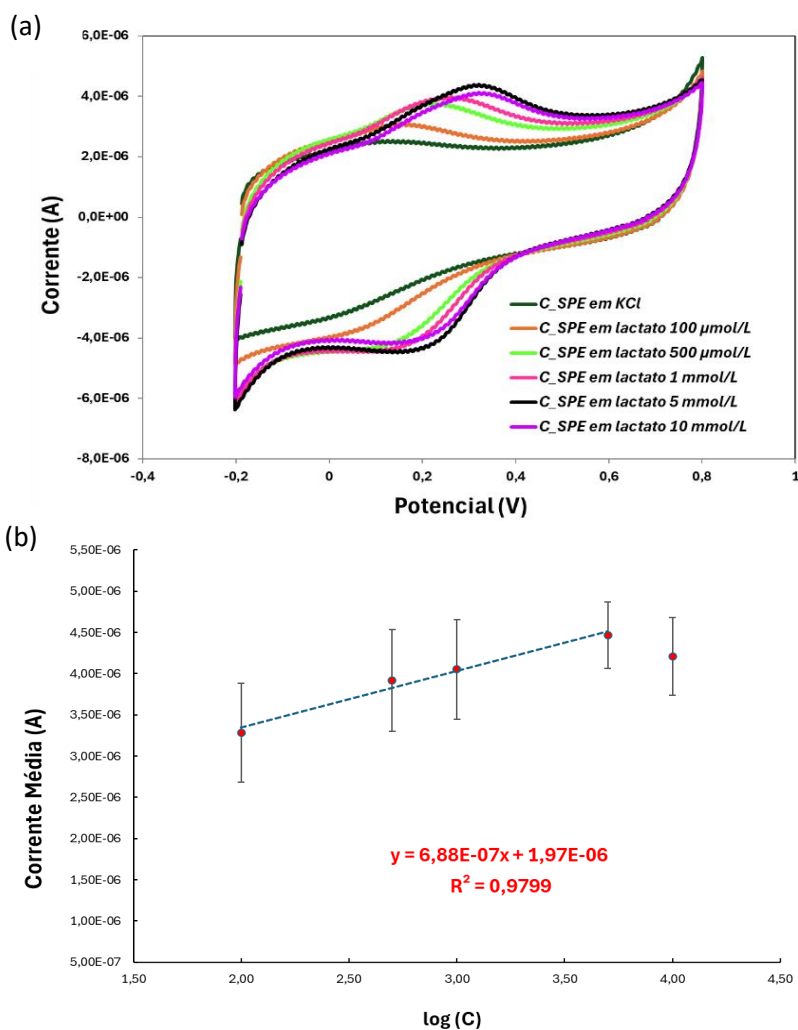 (a)
6,0E-06
4,0E-06
2,0E-06
0,0E+00
-2,0E-06
-4,0E-06
-6,0E-06
-8,0E-06
Corrente (A)
C_SPE em KCl
C_SPE em lactato 100 µmol/L
C_SPE em lactato 500 µmol/L
C_SPE em lactato 1 mmol/L
C_SPE em lactato 5 mmol/L
C_SPE em lactato 10 mmol/L
-0,4 -0,2 0 0,2 0,4 0,6 0,8 1
Potencial (V)
(b)
5,50E-06
5,00E-06
4,50E-06
4,00E-06
3,50E-06
3,00E-06
2,50E-06
2,00E-06
1,50E-06
1,00E-06
5,00E-07
Corrente Média (A)
y = 6,88E-07x + 1,97E-06
R² = 0,9799
1,50 2,00 2,50 3,00 3,50 4,00 4,50
log (C)